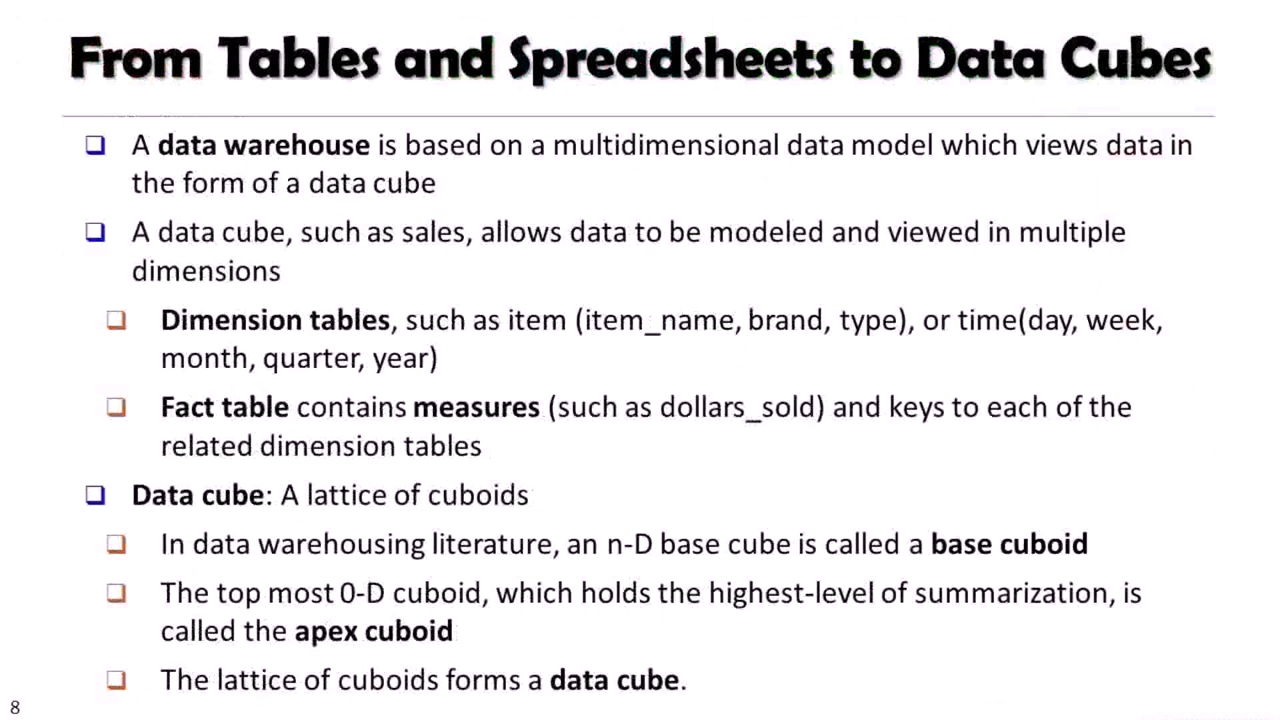 From Tables and Spreadsheets to Data Cubes
A data warehouse is based on a multidimensional data model which views data in
the form of a data cube
A data cube, such as sales, allows data to be modeled and viewed in multiple
dimensions
Dimension tables, such as item (item_name, brand, type), or time(day, week,
month, quarter, year)
Fact table contains measures (such as dollars_sold) and keys to each of the
related dimension tables
Data cube: A lattice of cuboids
In data warehousing literature, an n-D base cube is called a base cuboid
The top most 0-D cuboid, which holds the highest-level of summarization, is
called the apex cuboid
The lattice of cuboids forms a data cube.
8